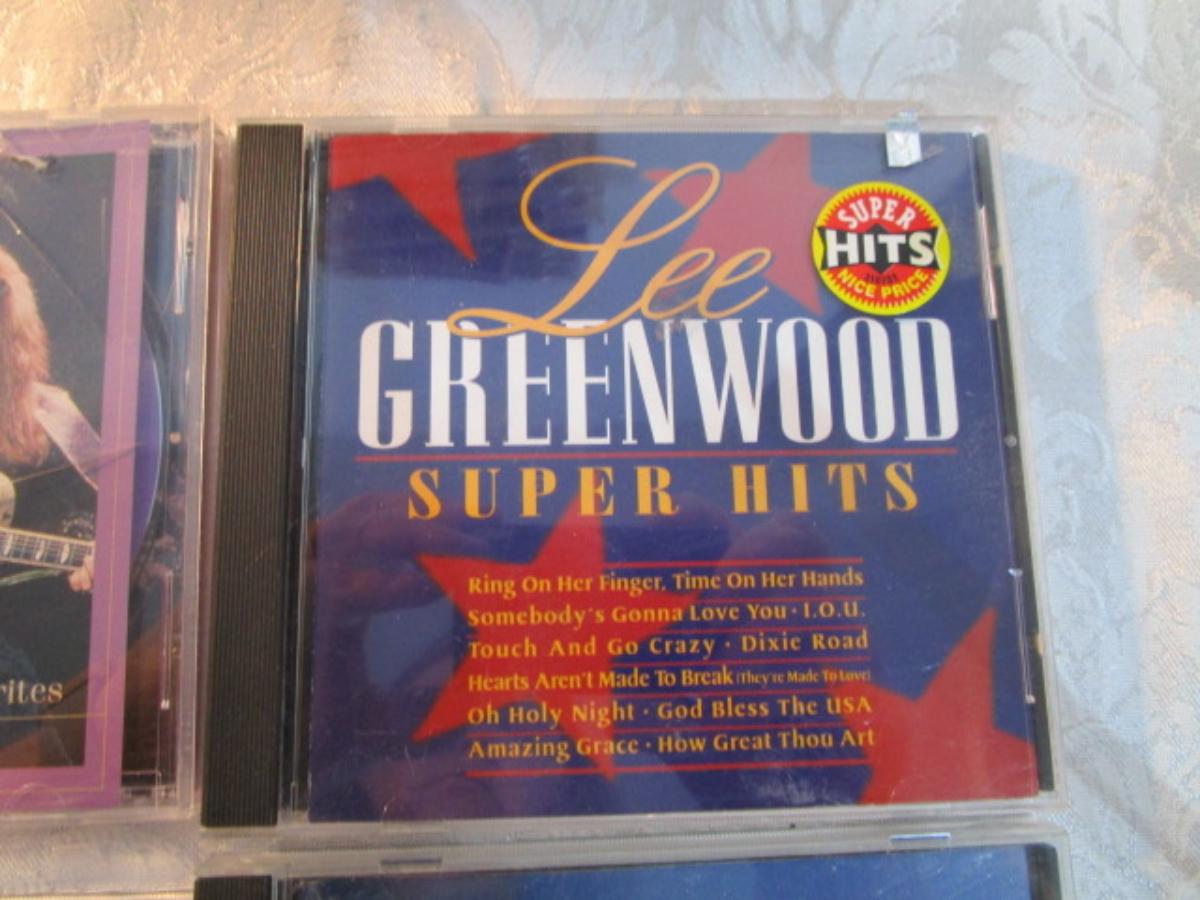 Lee
GREENWOOD
SUPER HITS
SUPER
HITS
NICE PRICE
Ring On Her Finger, Time On Her Hands
Somebody's Gonna Love You · I.O.U.
Touch And Go Crazy · Dixie Road
Hearts Aren't Made To Break (They're Made To Love)
Oh Holy Night · God Bless The USA
Amazing Grace · How Great Thou Art